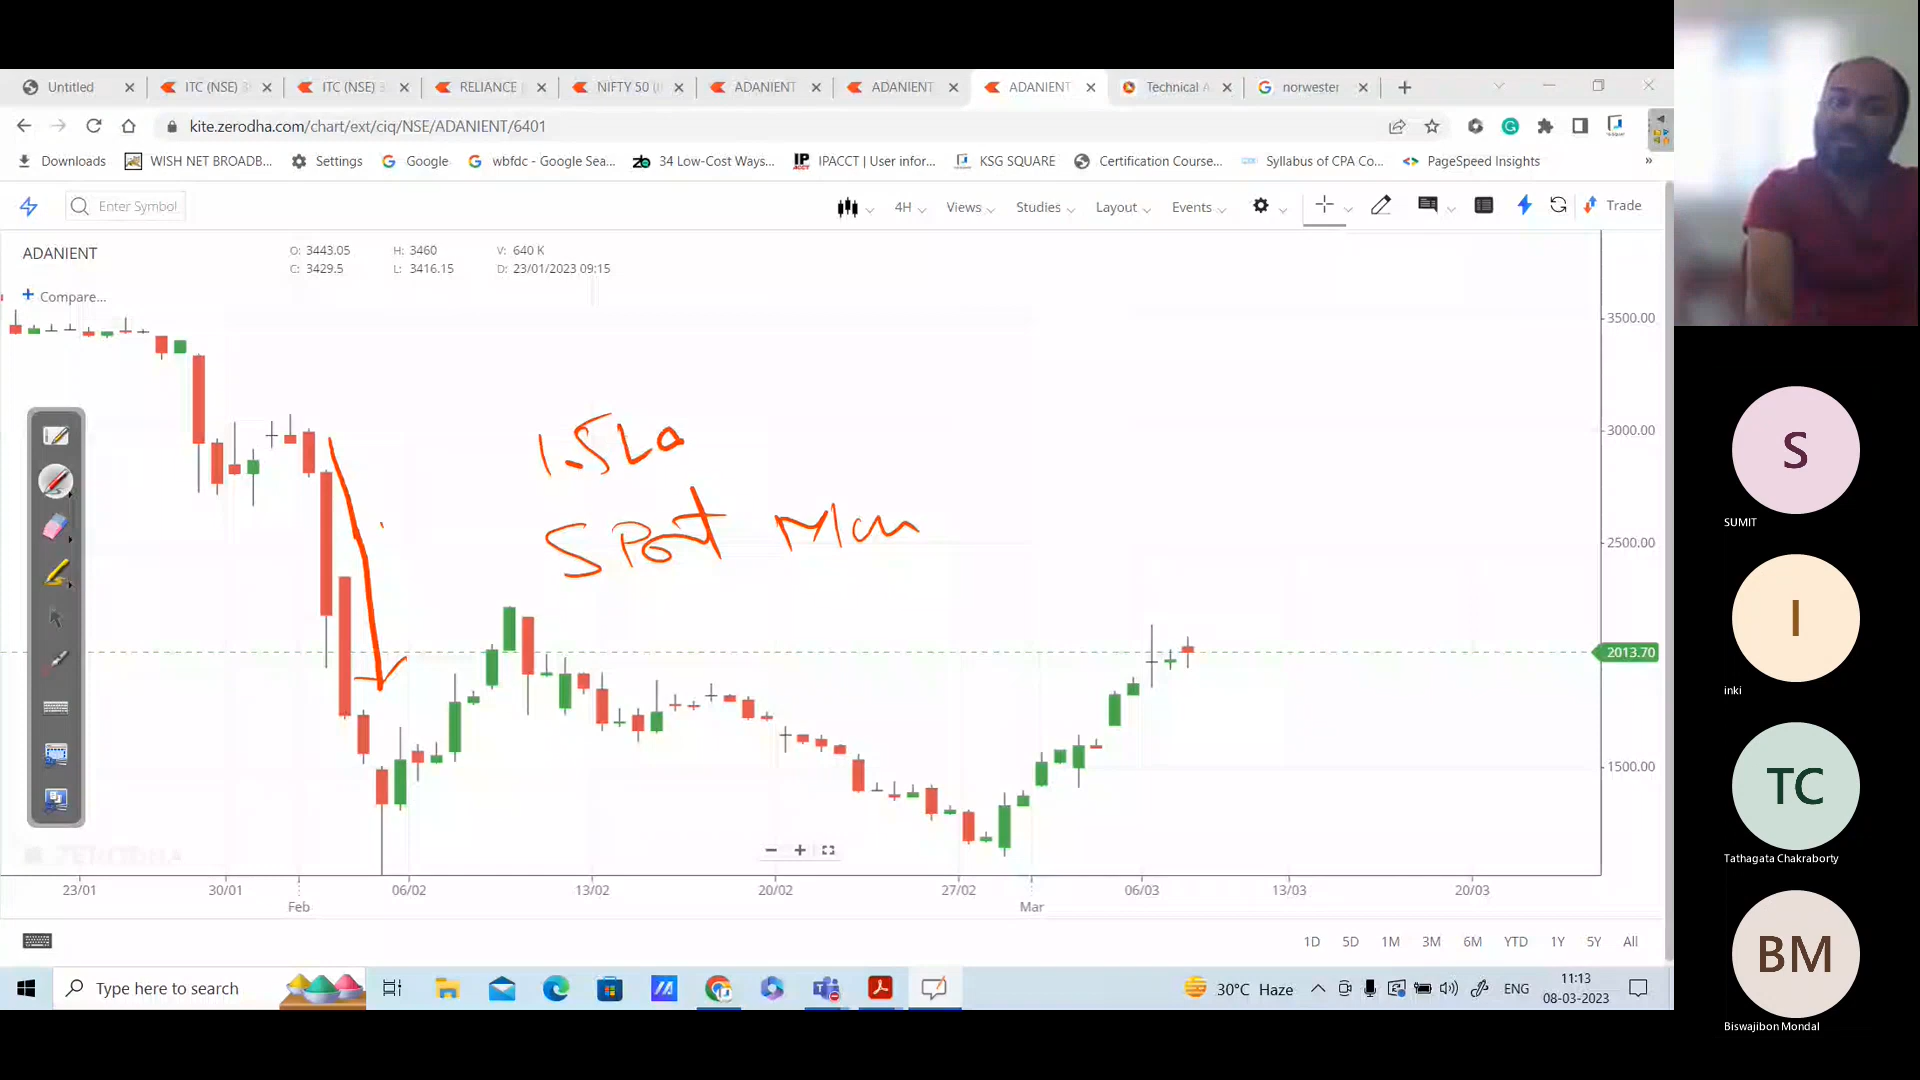 Untitled
ITC (NSE) 3
ITC (NSE) 3
RELIANCE
NIFTY 50 (I
ADANIENT
ADANIENT
ADANIENT
Technical A
norwester
kite.zerodha.com/chart/ext/ciq/NSE/ADANIENT/6401
Downloads
WISH NET BROADB...
Settings
Google
wbfdc - Google Sea...
34 Low-Cost Ways...
IPACCT | User infor...
KSG SQUARE
Certification Course...
Syllabus of CPA Co...
PageSpeed Insights
»
Enter Symbol
4H
Views
Studies
Layout
Events
Trade
ADANIENT
O: 3443.05 H: 3460 V: 640 K
C: 3429.5 L: 3416.15 D: 23/01/2023 09:15
+ Compare...
3500.00
3000.00
2500.00
2013.70
1500.00
1.5 La
ZERODHA
23/01 30/01 06/02 13/02 20/02 27/02 06/03 13/03 20/03
Feb Mar
1D 5D 1M 3M 6M YTD 1Y 5Y All
Type here to search
30°C Haze
ENG
11:13
08-03-2023
S
SUMIT
I
inki
TC
Tathagata Chakraborty
BM
Biswajibon Mondal